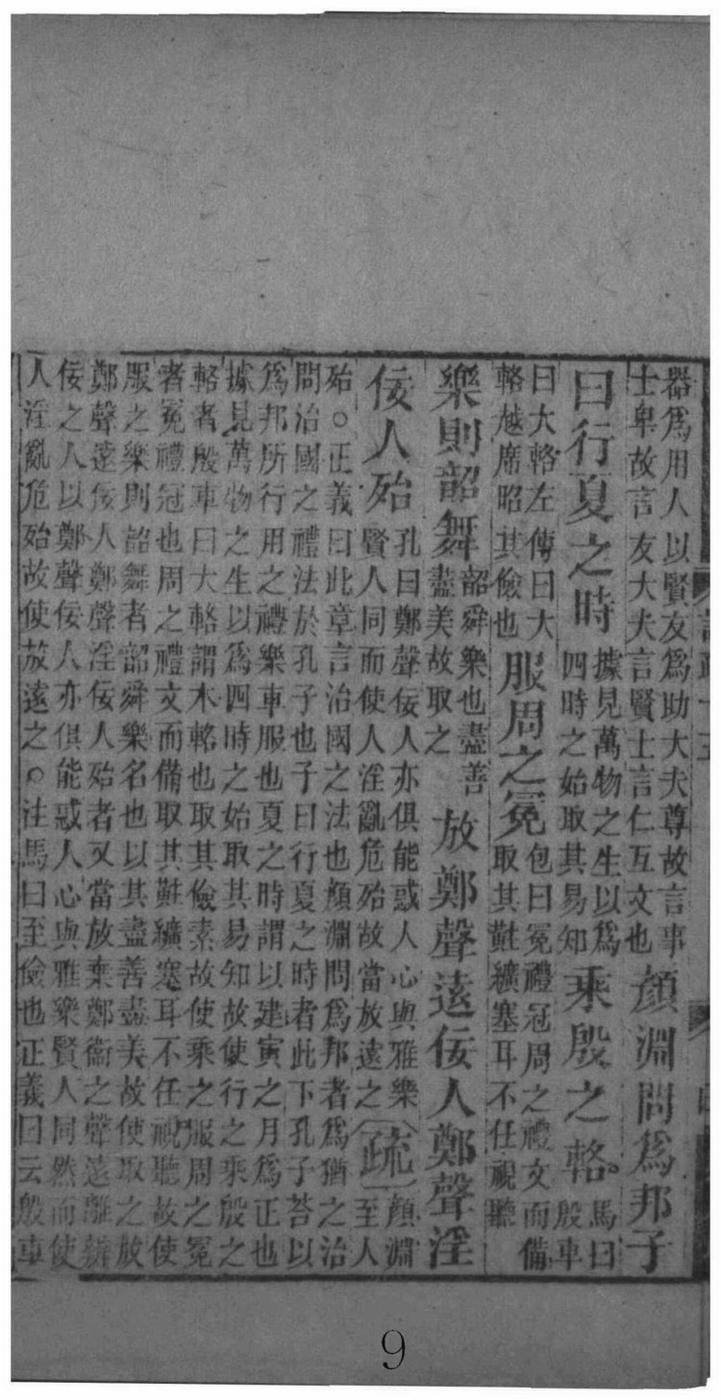 器爲用人以賢友爲助大夫尊故言事
士卑故言友大夫言賢士言仁互文也
顏淵問爲邦子
曰行夏之時
據見萬物之生以爲
四時之始取其易知
乘殷之輅
馬曰殷車
曰大輅左傳曰大
輅越席昭其儉也
服周之冕
包曰冕禮冠周之禮文而備
取其黈纊塞耳不任視聽
樂則韶舞
韶舜樂也盡善
盡美故取之
放鄭聲遠佞人鄭聲淫
佞人殆
孔曰鄭聲佞人亦俱能惑人心與雅樂
賢人同而使人淫亂危殆故當放遠之
疏
顏淵
至人
殆○正義曰此章言治國之法也顏淵問爲邦者爲猶之治
問治國之禮法於孔子也子曰行夏之時者此下孔子荅以
爲邦所行用之禮樂車服也夏之時謂以建寅之月爲正也
據見萬物之生以爲四時之始取其易知故使行之乘殷之
輅者殷車曰大輅謂木輅也取其儉素故使乘之服周之冕
者冕禮冠也周之禮文而備取其黈纊塞耳不任視聽故使
服之樂則韶舞者韶舜樂名也以其盡善盡美故使取之放
鄭聲遠佞人鄭聲淫佞人殆者又當放棄鄭衞之聲遠離辨
佞之人以鄭聲佞人亦俱能惑人心與雅樂賢人同然而使
人淫亂危殆故使放遠之○注馬曰至儉也正義曰云殷車
9